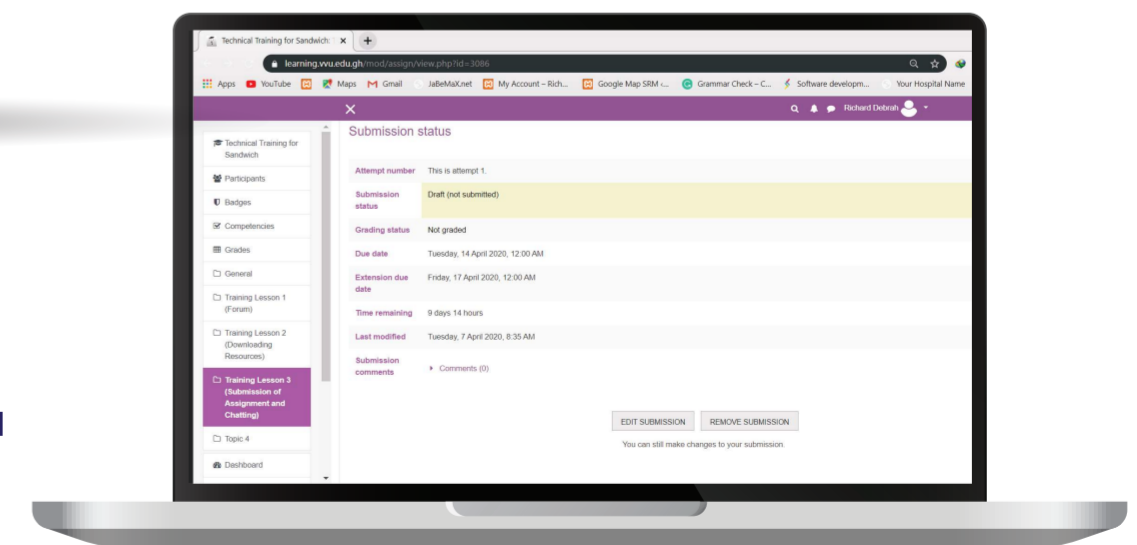 Technical Training for Sandwich:
learning.vvu.edu.gh/mod/assign/view.php?id=3086
Apps YouTube Maps Gmail JaBeMaX.net My Account – Rich... Google Map SRM -... Grammar Check – C... Software developm... Your Hospital Name
Richard Debrah
Technical Training for
Sandwich
Participants
Badges
Competencies
Grades
General
Training Lesson 1
(Forum)
Training Lesson 2
(Downloading
Resources)
Training Lesson 3
(Submission of
Assignment and
Chatting)
Topic 4
Dashboard
Submission status
Attempt number This is attempt 1.
Submission
status Draft (not submitted)
Grading status Not graded
Due date Tuesday, 14 April 2020, 12:00 AM
Extension due
date Friday, 17 April 2020, 12:00 AM
Time remaining 9 days 14 hours
Last modified Tuesday, 7 April 2020, 8:35 AM
Submission
comments Comments (0)
EDIT SUBMISSION REMOVE SUBMISSION
You can still make changes to your submission